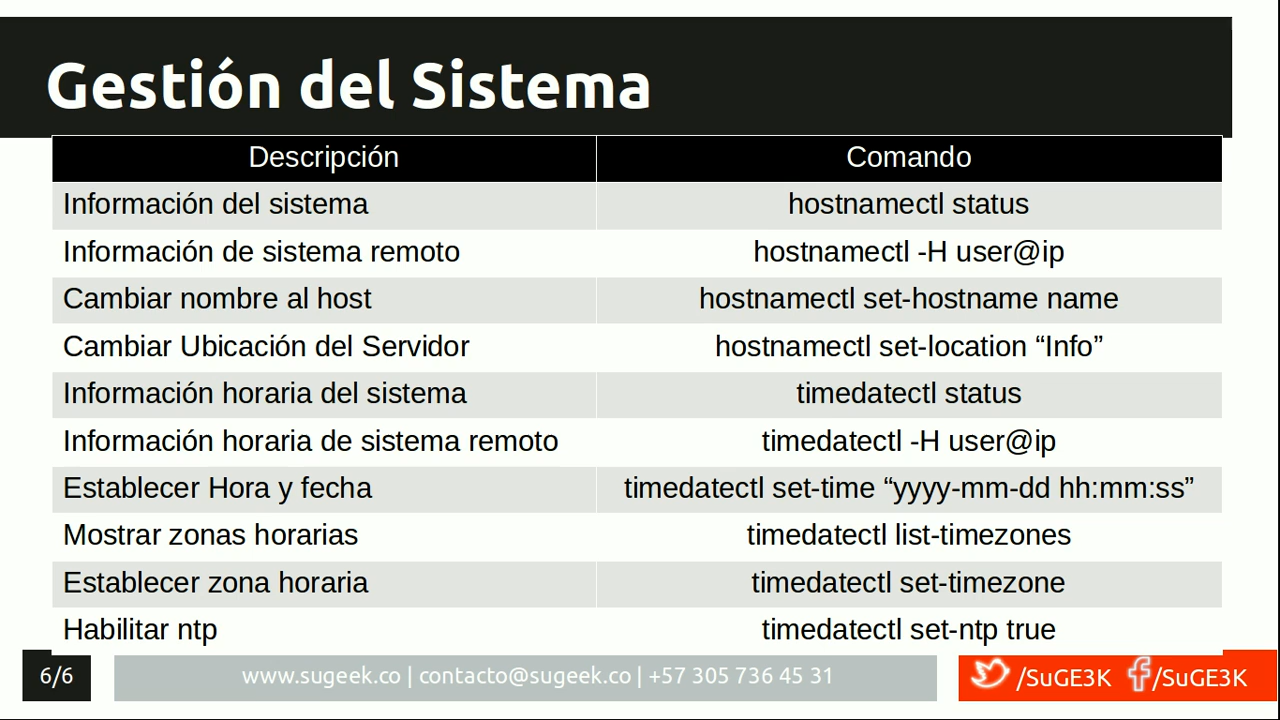 Gestión del Sistema
Descripción Comando
Información del sistema hostnamectl status
Información de sistema remoto hostnamectl -H user@ip
Cambiar nombre al host hostnamectl set-hostname name
Cambiar Ubicación del Servidor hostnamectl set-location “Info”
Información horaria del sistema timedatectl status
Información horaria de sistema remoto timedatectl -H user@ip
Establecer Hora y fecha timedatectl set-time “yyyy-mm-dd hh:mm:ss”
Mostrar zonas horarias timedatectl list-timezones
Establecer zona horaria timedatectl set-timezone
Habilitar ntp timedatectl set-ntp true
6/6 www.sugeek.co | contacto@sugeek.co | +57 305 736 45 31 /SuGE3K /SuGE3K